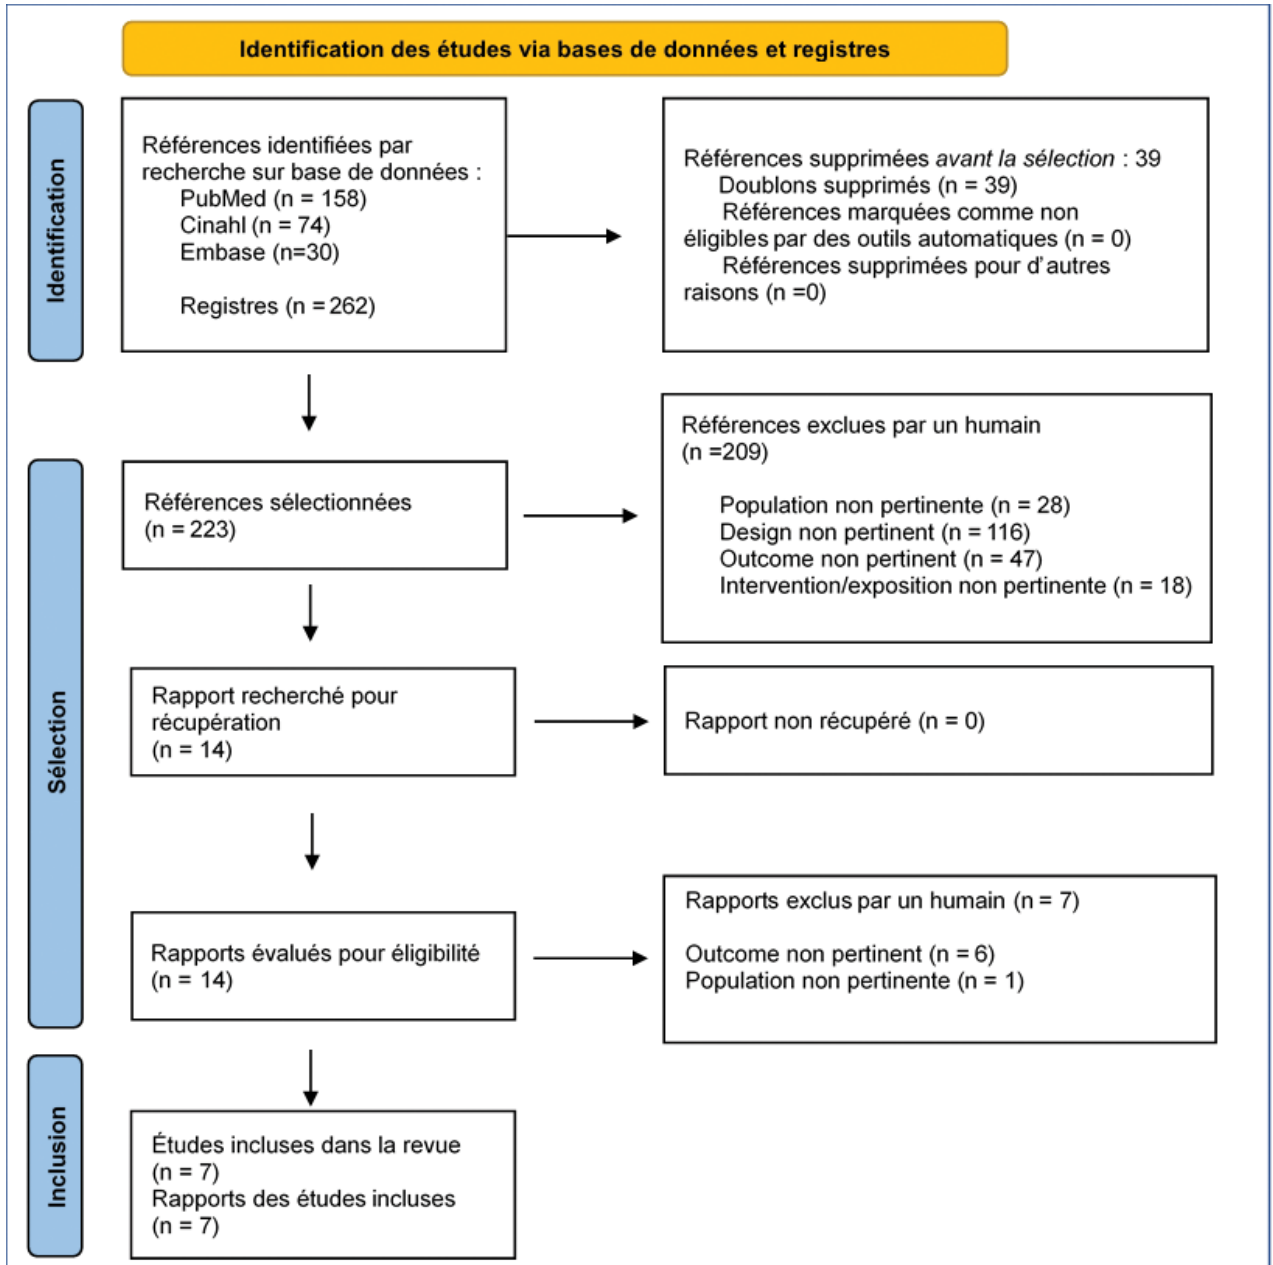 Identification des études via bases de données et registres
Identification
Références identifiées par
recherche sur base de données :
PubMed (n = 158)
Cinahl (n = 74)
Embase (n=30)
Registres (n = 262)
Références supprimées avant la sélection : 39
Doublons supprimés (n = 39)
Références marquées comme non
éligibles par des outils automatiques (n = 0)
Références supprimées pour d'autres
raisons (n =0)
Sélection
Références sélectionnées
(n = 223)
Références exclues par un humain
(n =209)
Population non pertinente (n = 28)
Design non pertinent (n = 116)
Outcome non pertinent (n = 47)
Intervention/exposition non pertinente (n = 18)
Rapport recherché pour
récupération
(n = 14)
Rapport non récupéré (n = 0)
Rapports évalués pour éligibilité
(n = 14)
Rapports exclus par un humain (n = 7)
Outcome non pertinent (n = 6)
Population non pertinente (n = 1)
Inclusion
Études incluses dans la revue
(n = 7)
Rapports des études incluses
(n = 7)